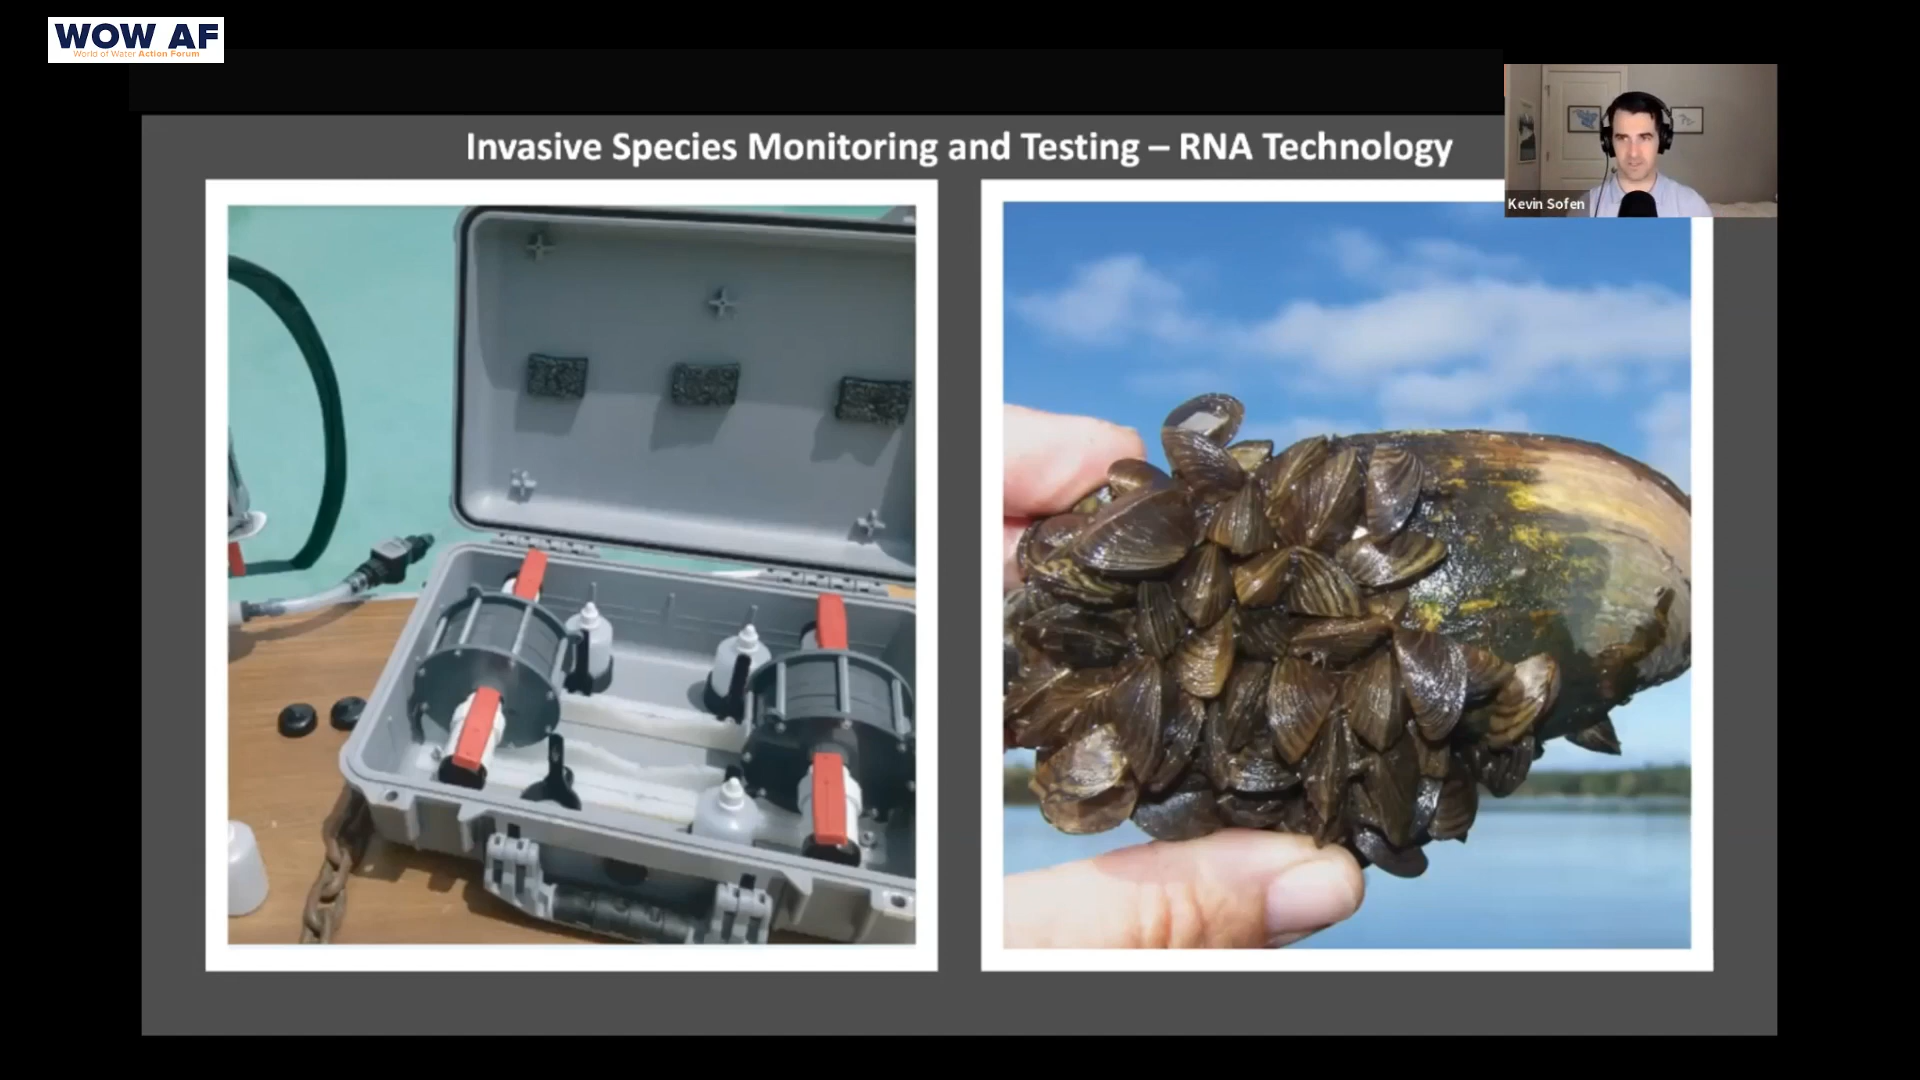 WOW AF
World of Water Action Forum
Invasive Species Monitoring and Testing – RNA Technology
Kevin Sofen